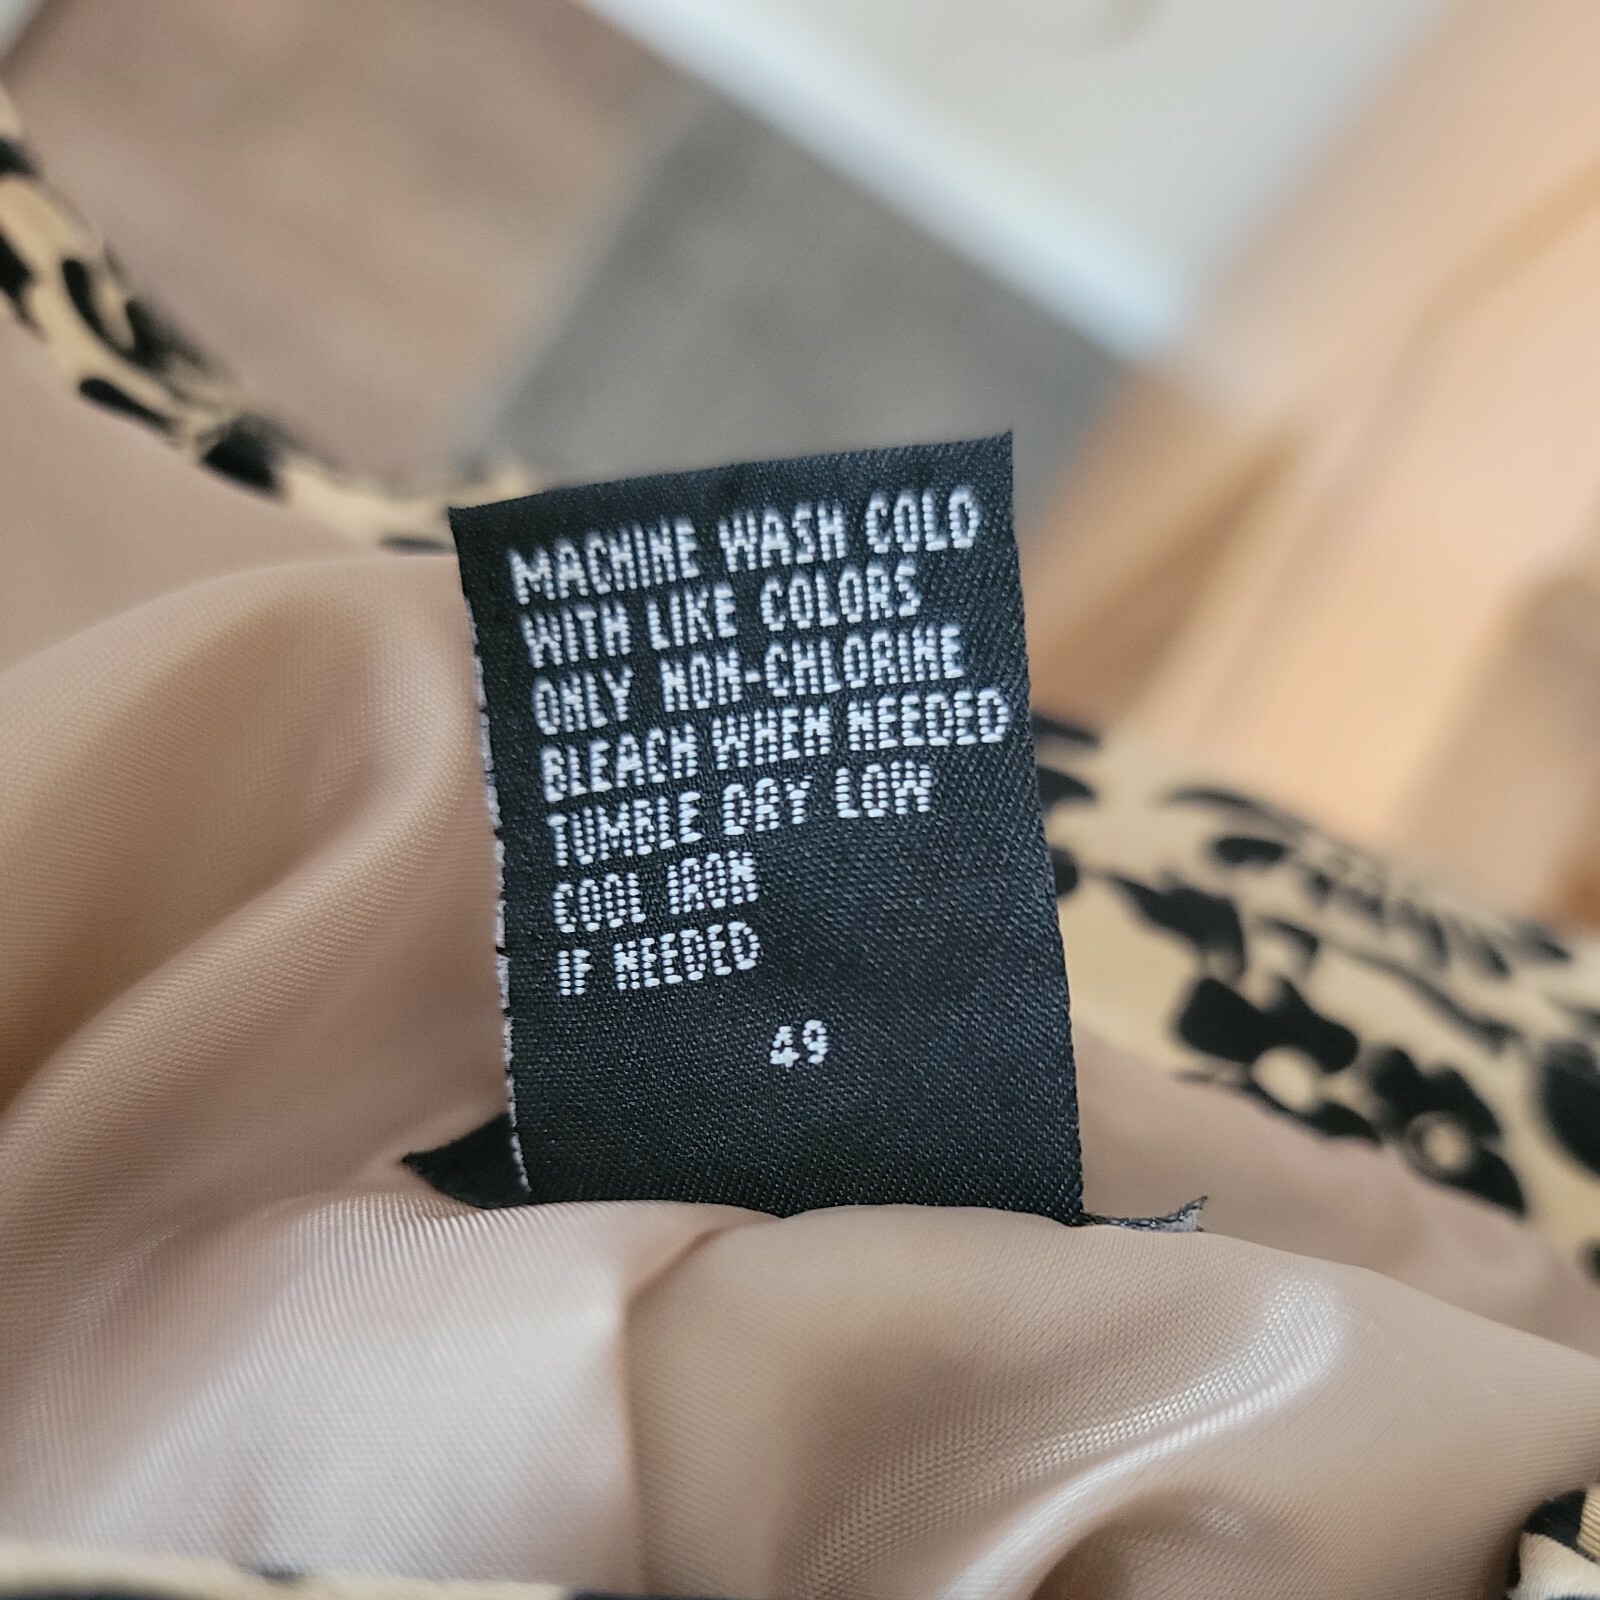 MACHINE WASH COLD
WITH LIKE COLORS
ONLY NON-CHLORINE
BLEACH WHEN NEEDED
TUMBLE DRY LOW
COOL IRON
IF NEEDED
49